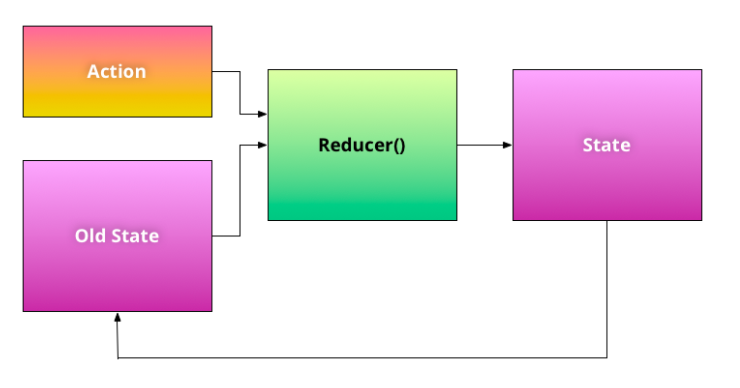 Action
Reducer()
State
Old State